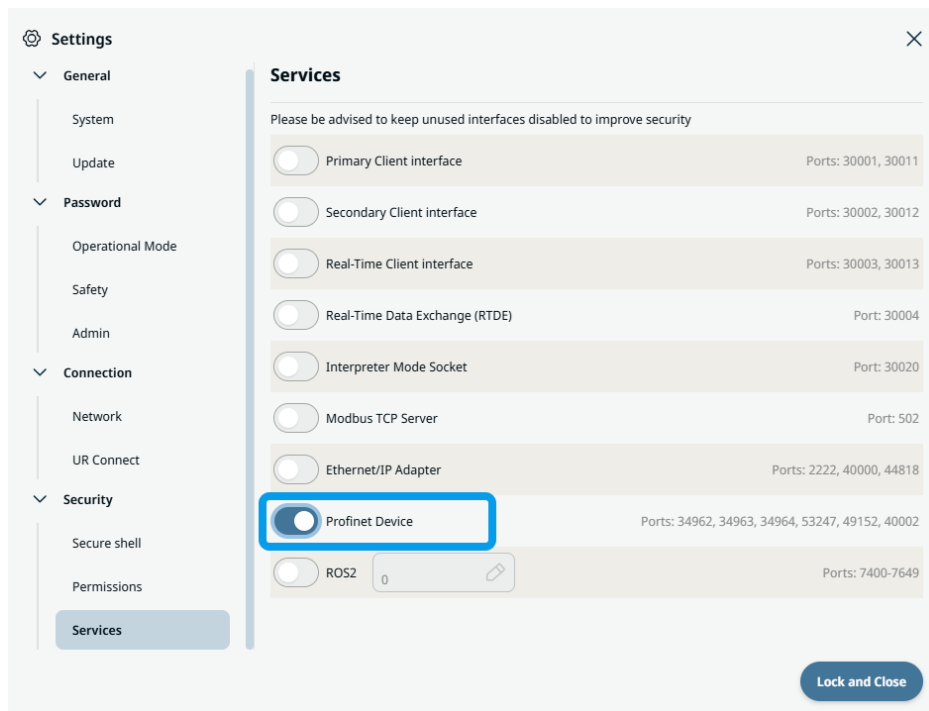 Settings
General
System
Update
Password
Operational Mode
Safety
Admin
Connection
Network
UR Connect
Security
Secure shell
Permissions
Services
Services
Please be advised to keep unused interfaces disabled to improve security
Primary Client interface Ports: 30001, 30011
Secondary Client interface Ports: 30002, 30012
Real-Time Client interface Ports: 30003, 30013
Real-Time Data Exchange (RTDE) Port: 30004
Interpreter Mode Socket Port: 30020
Modbus TCP Server Port: 502
Ethernet/IP Adapter Ports: 2222, 40000, 44818
Profinet Device Ports: 34962, 34963, 34964, 53247, 49152, 40002
ROS2 0 Ports: 7400-7649
Lock and Close